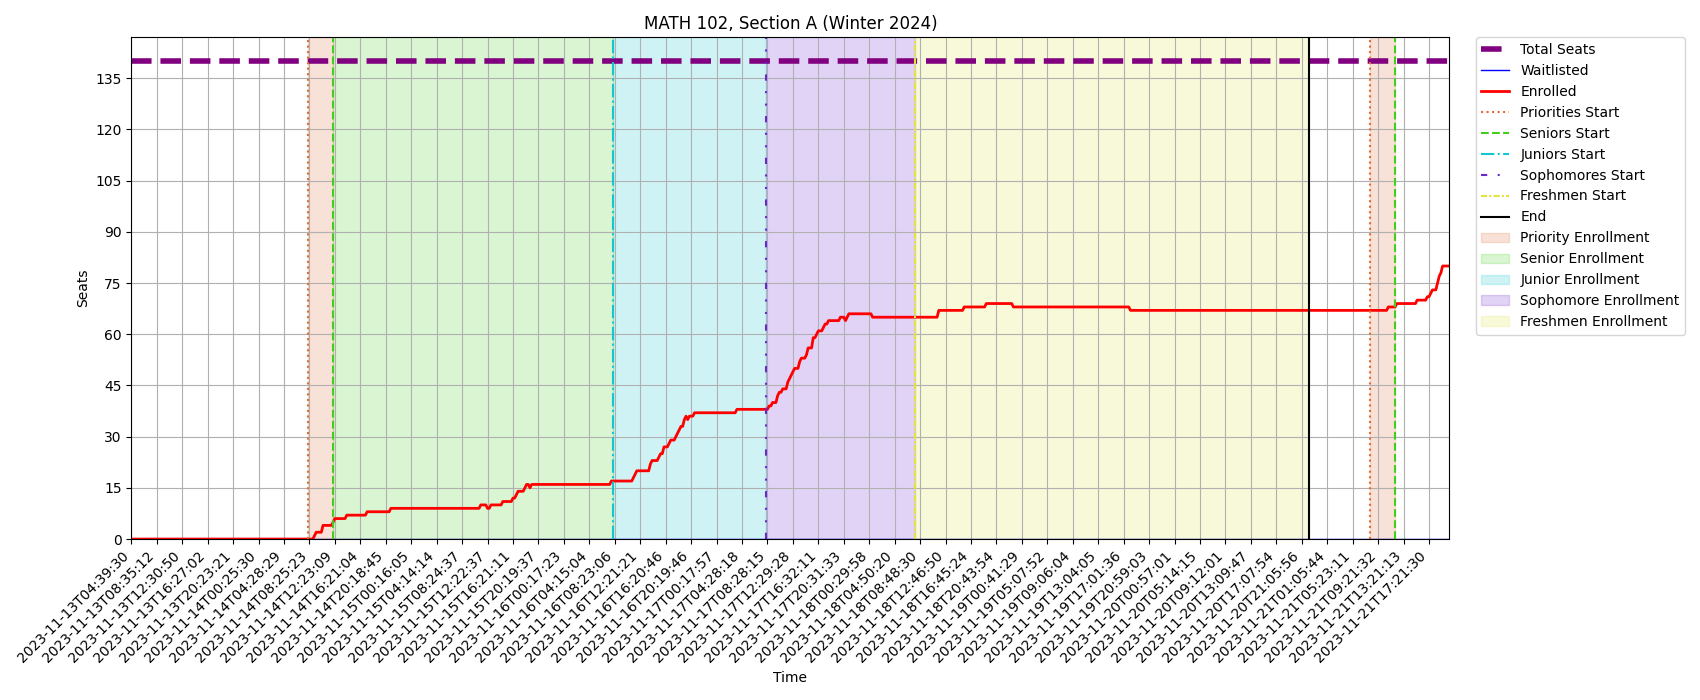 MATH 102, Section A (Winter 2024)
Total Seats
Waitlisted
Enrolled
Priorities Start
Seniors Start
Juniors Start
Sophomores Start
Freshmen Start
End
Priority Enrollment
Senior Enrollment
Junior Enrollment
Sophomore Enrollment
Freshmen Enrollment
Seats
135
120
105
90
75
60
45
30
15
0
2023-11-13T04:39:30
2023-11-13T08:35:12
2023-11-13T12:30:50
2023-11-13T16:27:02
2023-11-13T20:23:21
2023-11-14T00:25:30
2023-11-14T04:28:29
2023-11-14T08:25:23
2023-11-14T12:23:09
2023-11-14T16:21:04
2023-11-14T20:18:45
2023-11-15T00:16:05
2023-11-15T04:14:14
2023-11-15T08:24:37
2023-11-15T12:22:37
2023-11-15T16:21:11
2023-11-15T20:19:37
2023-11-16T00:17:23
2023-11-16T04:15:04
2023-11-16T08:23:06
2023-11-16T12:21:21
2023-11-16T16:20:46
2023-11-16T20:19:46
2023-11-17T00:17:57
2023-11-17T04:28:18
2023-11-17T08:28:15
2023-11-17T12:29:28
2023-11-17T16:32:11
2023-11-17T20:31:33
2023-11-18T00:29:58
2023-11-18T04:50:20
2023-11-18T08:48:30
2023-11-18T12:46:50
2023-11-18T16:45:24
2023-11-18T20:43:54
2023-11-19T00:41:29
2023-11-19T05:07:52
2023-11-19T09:06:04
2023-11-19T13:04:05
2023-11-19T17:01:36
2023-11-19T20:59:03
2023-11-20T00:57:01
2023-11-20T05:14:15
2023-11-20T09:12:01
2023-11-20T13:09:47
2023-11-20T17:07:54
2023-11-20T21:05:56
2023-11-21T01:05:44
2023-11-21T05:23:11
2023-11-21T09:21:32
2023-11-21T13:21:13
2023-11-21T17:21:30
Time